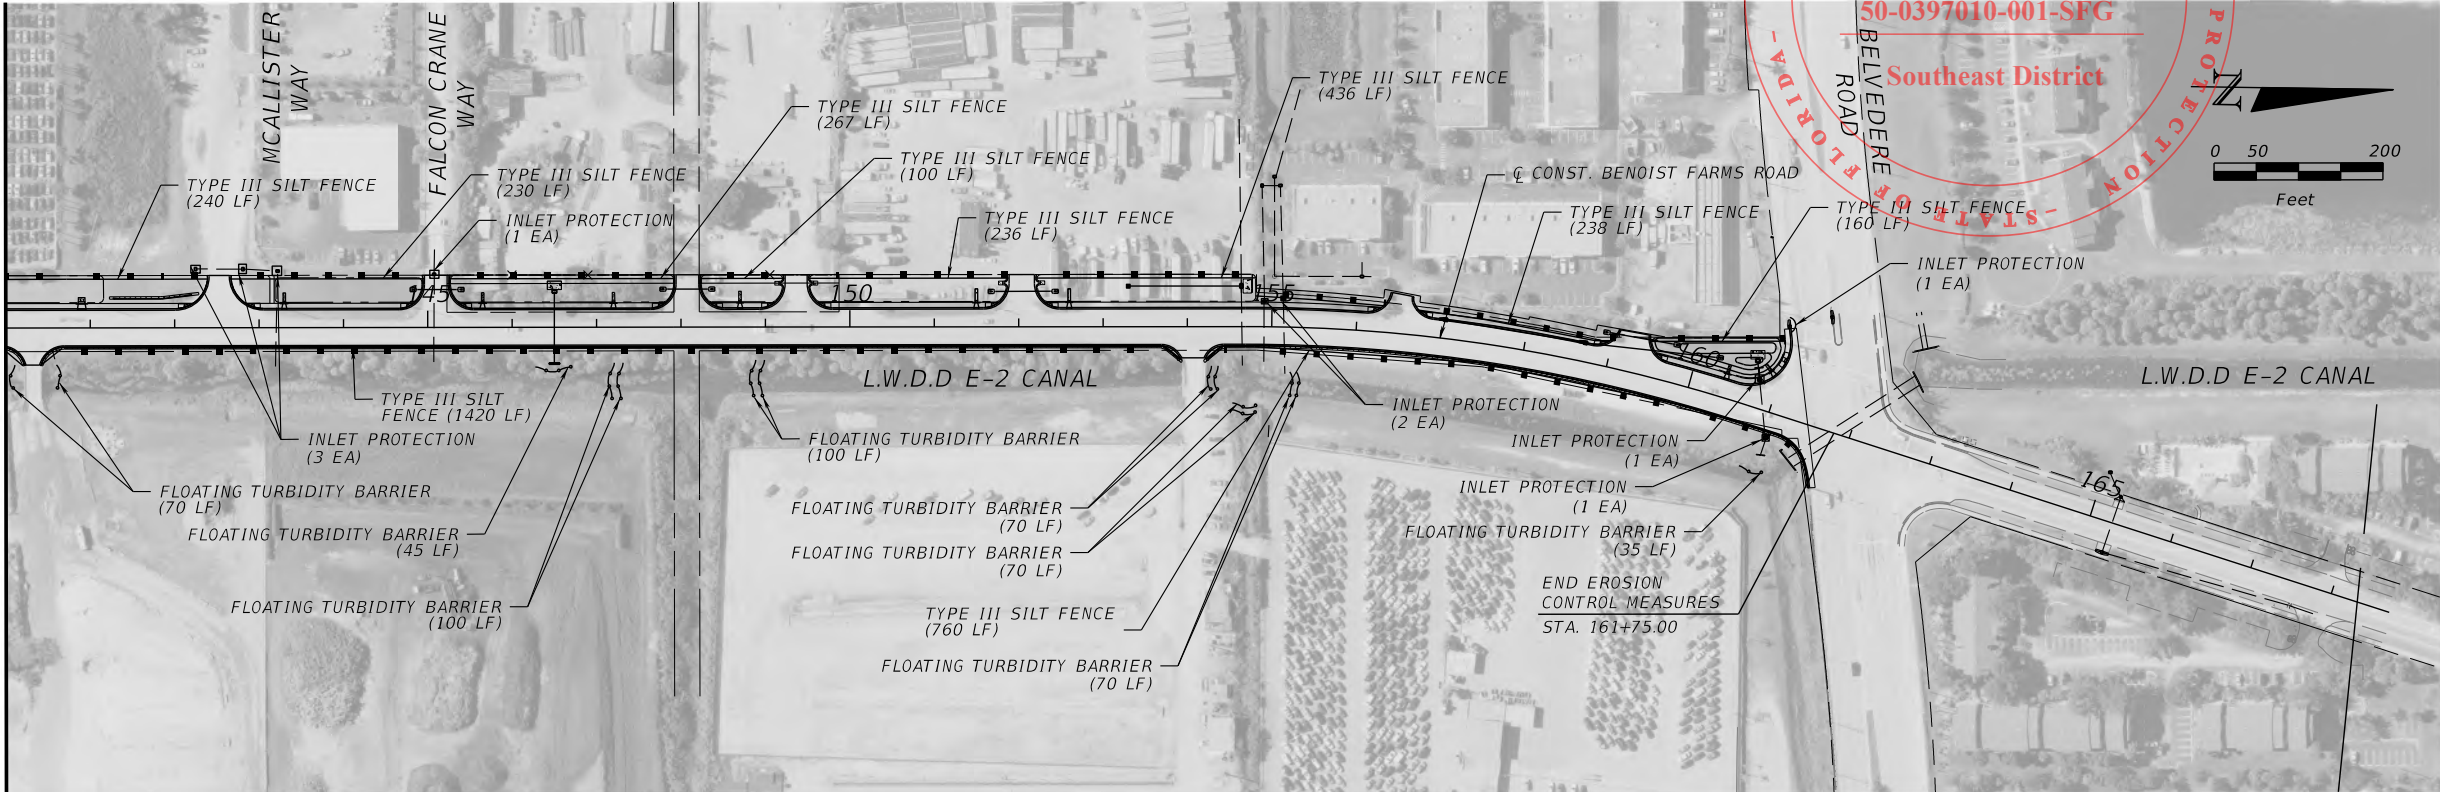 MCALLISTER
WAY
FALCON CRANE
WAY
TYPE III SILT FENCE
(240 LF)
TYPE III SILT FENCE
(230 LF)
INLET PROTECTION
(1 EA)
TYPE III SILT FENCE
(267 LF)
TYPE III SILT FENCE
(100 LF)
TYPE III SILT FENCE
(236 LF)
TYPE III SILT FENCE
(436 LF)
℄ CONST. BENOIST FARMS ROAD
TYPE III SILT FENCE
(238 LF)
TYPE III SILT FENCE
(160 LF)
INLET PROTECTION
(1 EA)
BELVEDERE
ROAD
50-0397010-001-SFG
Southeast District
PROTECTION
-STATE OF FLORIDA-
N
0 50 200
Feet
145
150
155
160
165
L.W.D.D E-2 CANAL
L.W.D.D E-2 CANAL
TYPE III SILT
FENCE (1420 LF)
INLET PROTECTION
(3 EA)
FLOATING TURBIDITY BARRIER
(70 LF)
FLOATING TURBIDITY BARRIER
(45 LF)
FLOATING TURBIDITY BARRIER
(100 LF)
FLOATING TURBIDITY BARRIER
(100 LF)
FLOATING TURBIDITY BARRIER
(70 LF)
FLOATING TURBIDITY BARRIER
(70 LF)
TYPE III SILT FENCE
(760 LF)
FLOATING TURBIDITY BARRIER
(70 LF)
INLET PROTECTION
(2 EA)
INLET PROTECTION
(1 EA)
INLET PROTECTION
(1 EA)
FLOATING TURBIDITY BARRIER
(35 LF)
END EROSION
CONTROL MEASURES
STA. 161+75.00